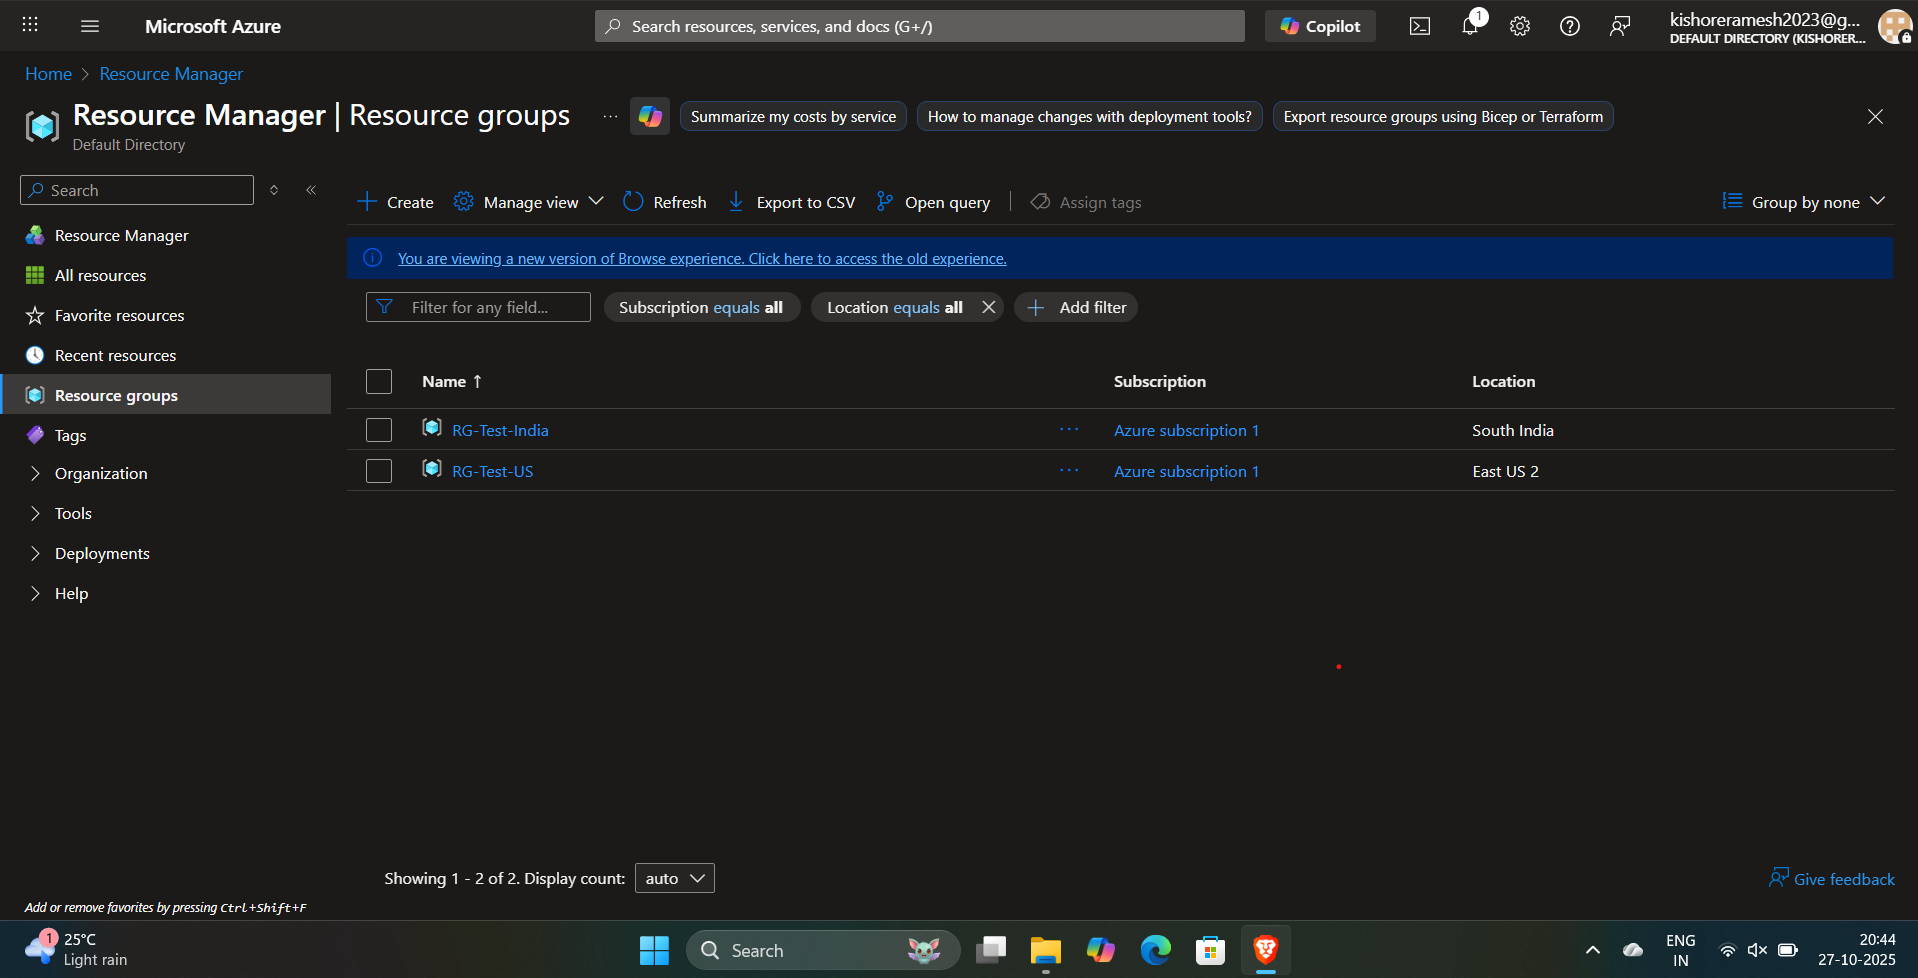 Microsoft Azure
Search resources, services, and docs (G+/)
Copilot
1
kishoreramesh2023@g...
DEFAULT DIRECTORY (KISHORER...
Home > Resource Manager
Resource Manager | Resource groups
...
Summarize my costs by service
How to manage changes with deployment tools?
Export resource groups using Bicep or Terraform
Default Directory
Search
Resource Manager
All resources
Favorite resources
Recent resources
Resource groups
Tags
Organization
Tools
Deployments
Help
Add or remove favorites by pressing Ctrl+Shift+F
Create
Manage view
Refresh
Export to CSV
Open query
Assign tags
Group by none
You are viewing a new version of Browse experience. Click here to access the old experience.
Filter for any field...
Subscription equals all
Location equals all
Add filter
Name ↑ Subscription Location
RG-Test-India ... Azure subscription 1 South India
RG-Test-US ... Azure subscription 1 East US 2
Showing 1 - 2 of 2. Display count: auto
Give feedback
1
25°C
Light rain
Search
ENG
IN
20:44
27-10-2025